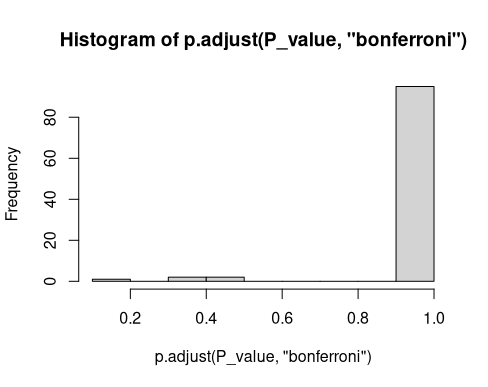 Histogram of p.adjust(P_value, "bonferroni")
Frequency
80
60
40
20
0
0.2 0.4 0.6 0.8 1.0
p.adjust(P_value, "bonferroni")